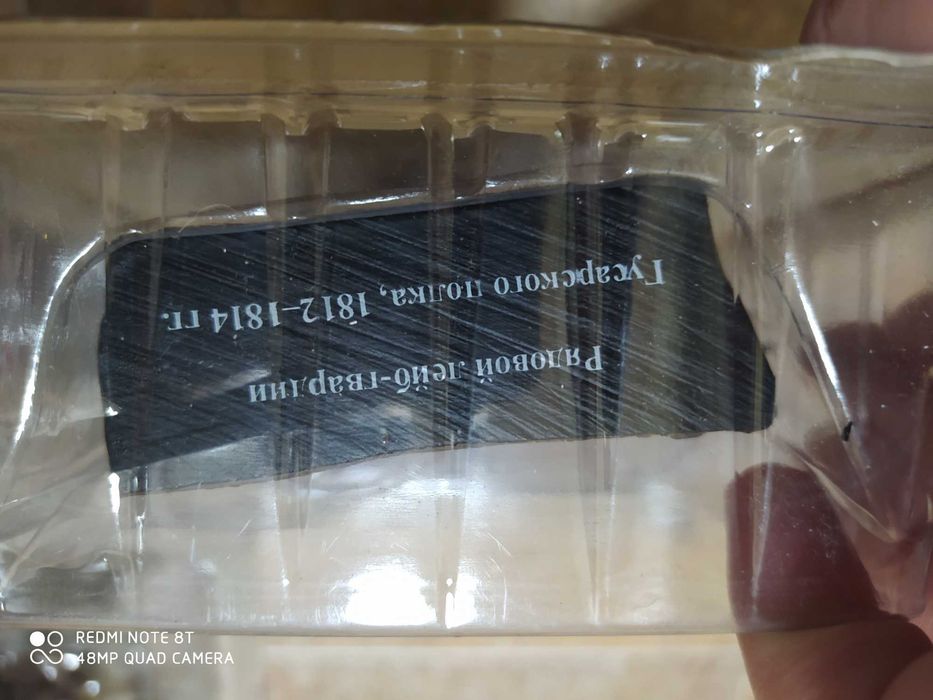 Рядовой лейб-гвардии
Гусарского полка, 1812–1814 гг.
REDMI NOTE 8T
48MP QUAD CAMERA